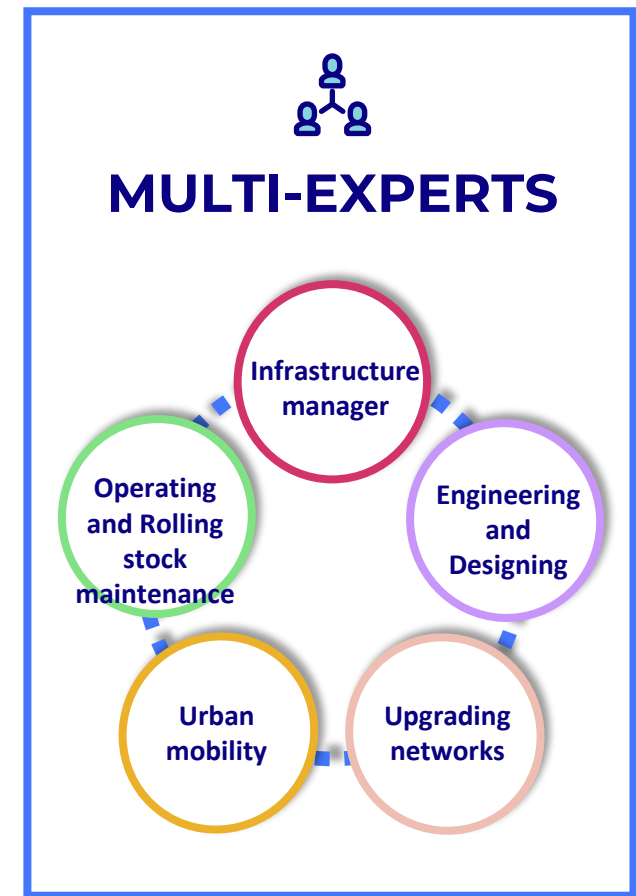 MULTI-EXPERTS
Infrastructure
manager
Operating
and Rolling
stock
maintenance
Engineering
and
Designing
Urban
mobility
Upgrading
networks